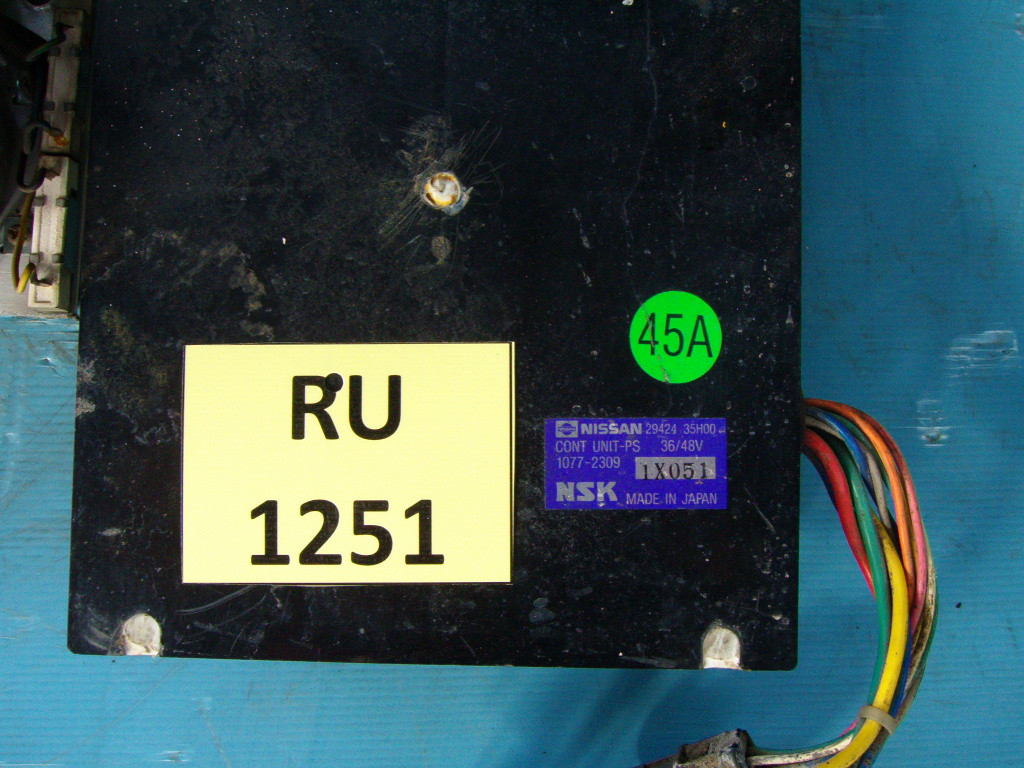 45A
RU
1251
NISSAN 29424 35H00
CONT UNIT-PS 36/48V
1077-2309 1X051
NSK MADE IN JAPAN